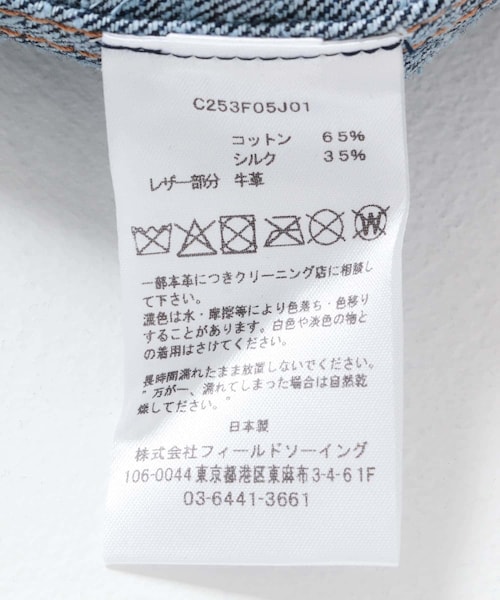 C253F05J01
コットン 65%
シルク 35%
レザー部分 牛革
W
一部本革につきクリーニング店に相談し
て下さい。
濃色は水・摩擦等により色落ち・色移り
することがあります。白色や淡色の物と
の着用はさけてください。
長時間濡れたまま放置しないでください。
"万が一、濡れてしまった場合は自然乾
燥してください。"
日本製
株式会社フィールドソーイング
106-0044 東京都港区東麻布3-4-6 1F
03-6441-3661